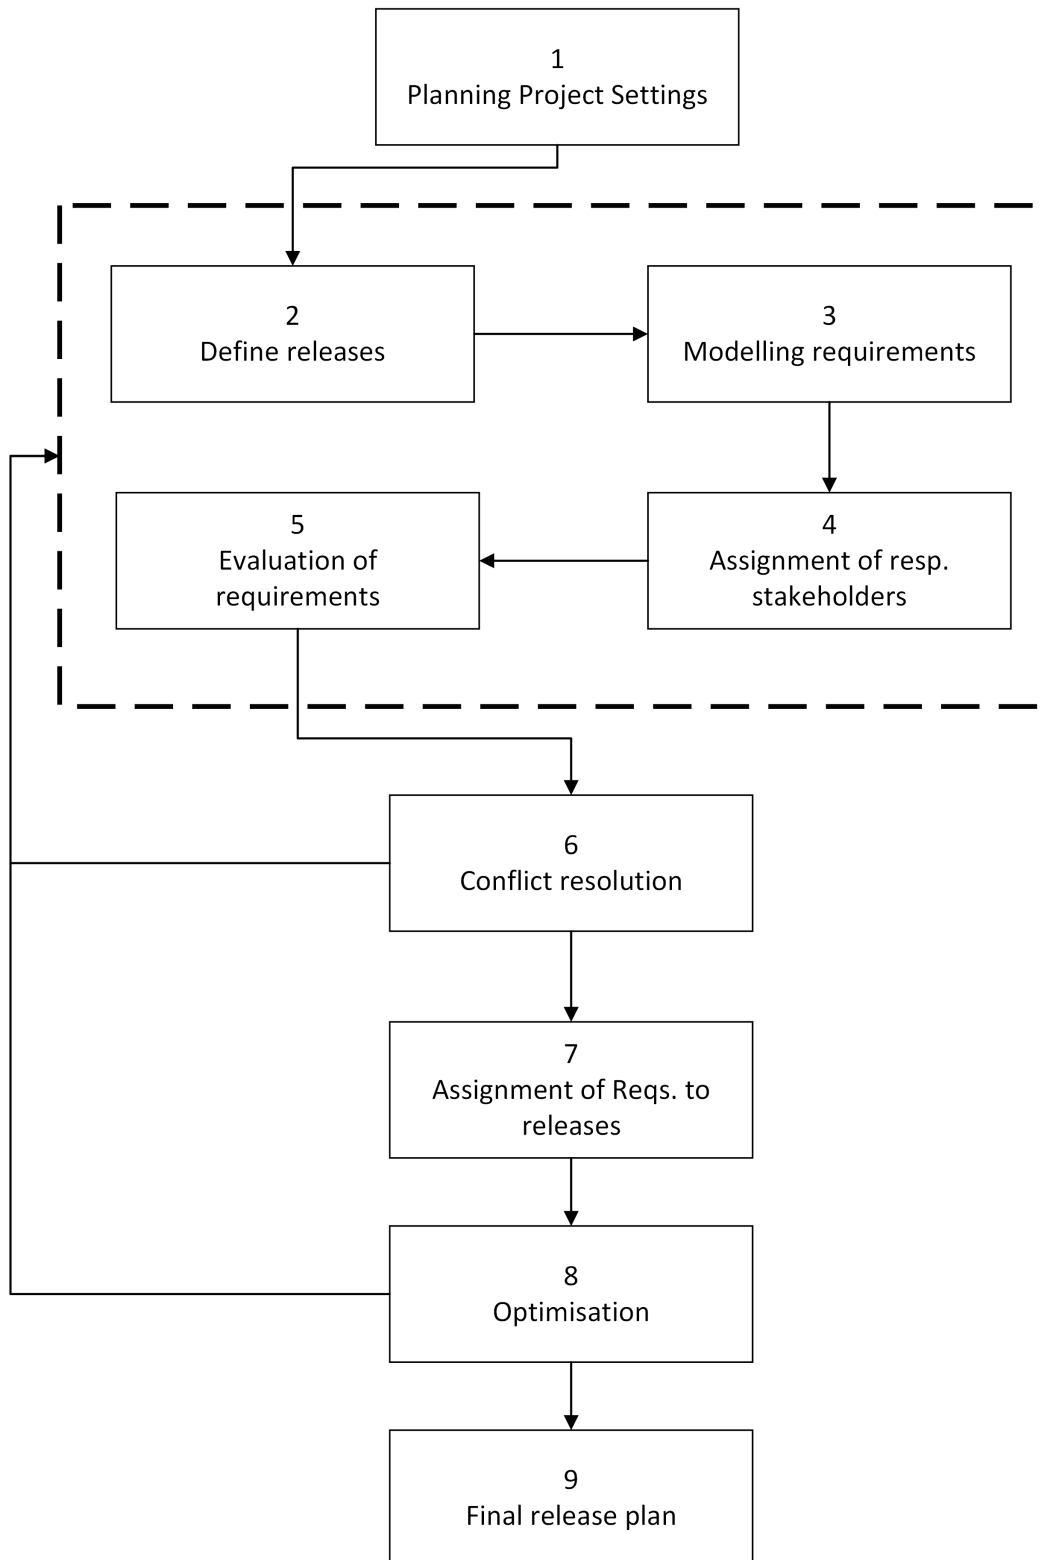 1
Planning Project Settings
2
Define releases
3
Modelling requirements
4
Assignment of resp.
stakeholders
5
Evaluation of
requirements
6
Conflict resolution
7
Assignment of Reqs. to
releases
8
Optimisation
9
Final release plan